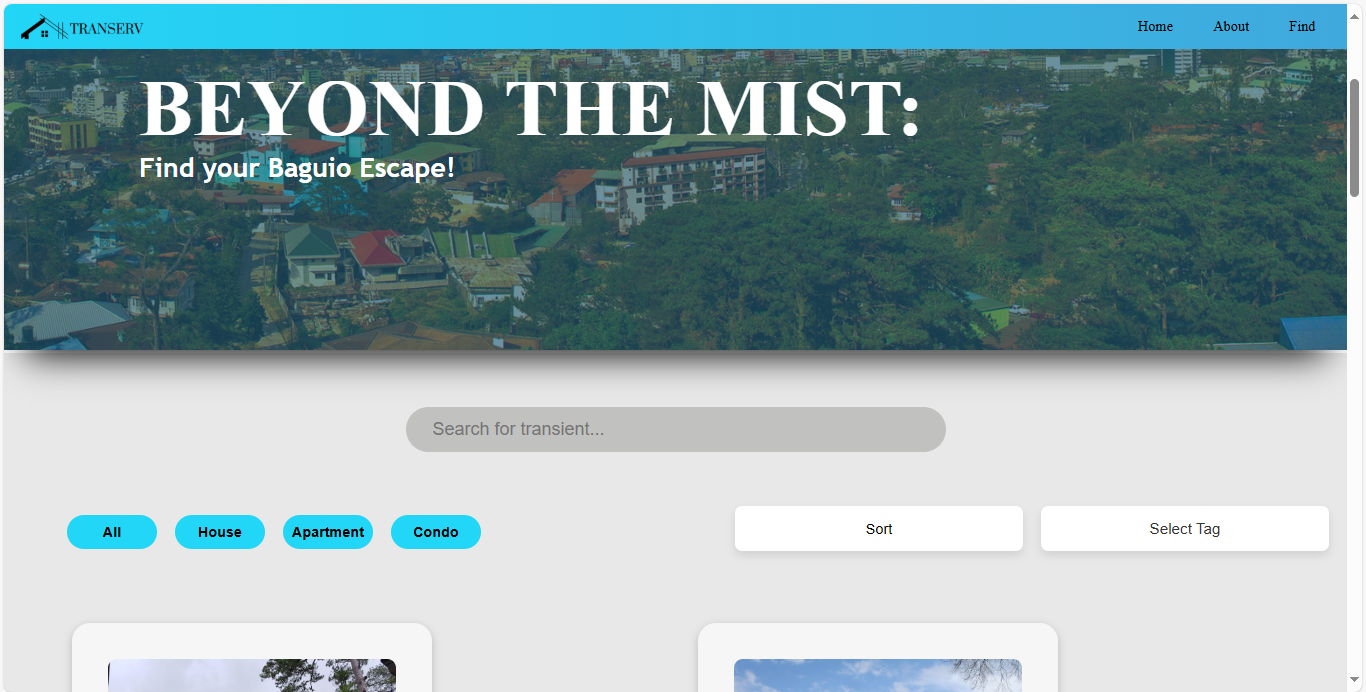 TRANSERV
Home About Find
BEYOND THE MIST:
Find your Baguio Escape!
Search for transient...
All House Apartment Condo Sort Select Tag